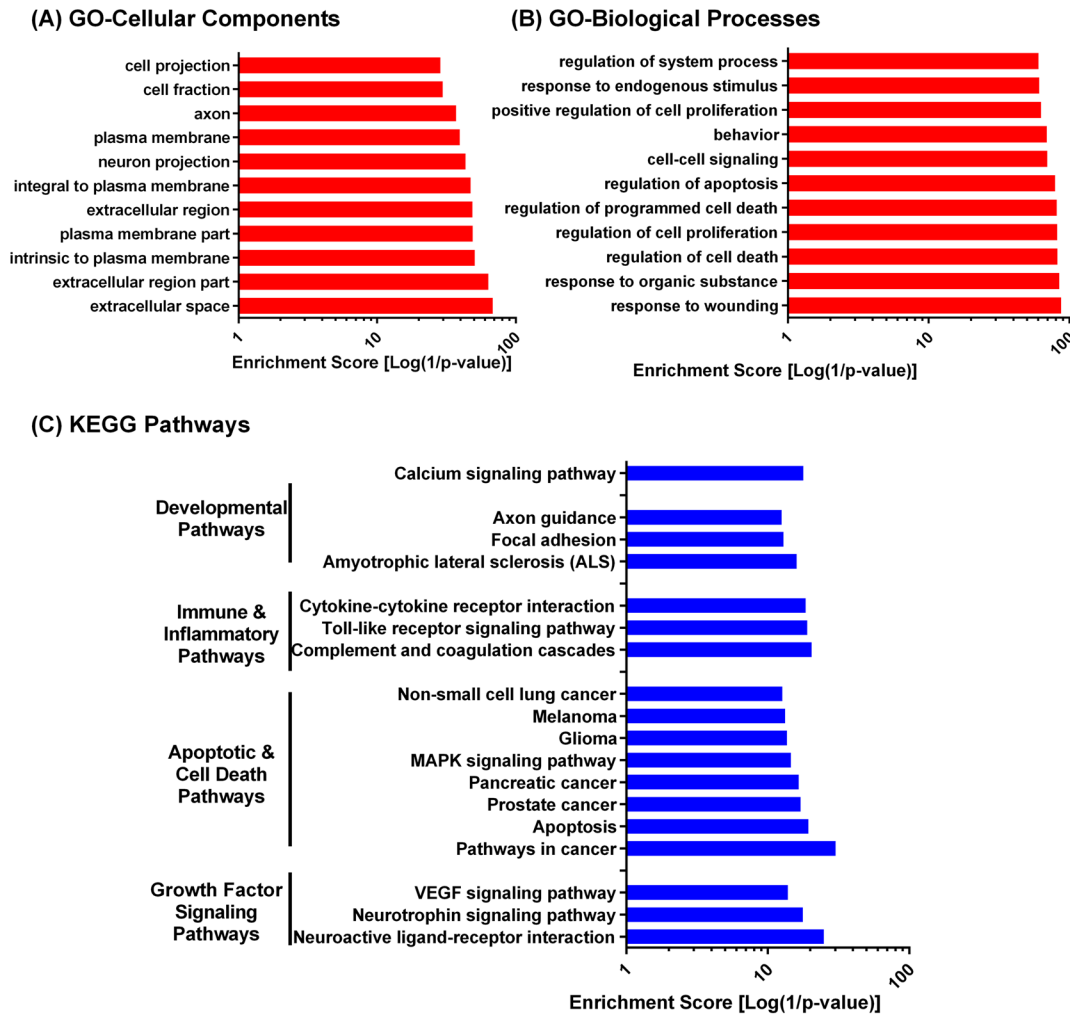 (A) GO-Cellular Components
cell projection
cell fraction
axon
plasma membrane
neuron projection
integral to plasma membrane
extracellular region
plasma membrane part
intrinsic to plasma membrane
extracellular region part
extracellular space
1
10
100
Enrichment Score [Log(1/p-value)]
(B) GO-Biological Processes
regulation of system process
response to endogenous stimulus
positive regulation of cell proliferation
behavior
cell-cell signaling
regulation of apoptosis
regulation of programmed cell death
regulation of cell proliferation
regulation of cell death
response to organic substance
response to wounding
1
10
100
Enrichment Score [Log(1/p-value)]
(C) KEGG Pathways
Calcium signaling pathway
Developmental
Pathways
Axon guidance
Focal adhesion
Amyotrophic lateral sclerosis (ALS)
Immune &
Inflammatory
Pathways
Cytokine-cytokine receptor interaction
Toll-like receptor signaling pathway
Complement and coagulation cascades
Apoptotic &
Cell Death
Pathways
Non-small cell lung cancer
Melanoma
Glioma
MAPK signaling pathway
Pancreatic cancer
Prostate cancer
Apoptosis
Pathways in cancer
Growth Factor
Signaling
Pathways
VEGF signaling pathway
Neurotrophin signaling pathway
Neuroactive ligand-receptor interaction
1
10
100
Enrichment Score [Log(1/p-value)]